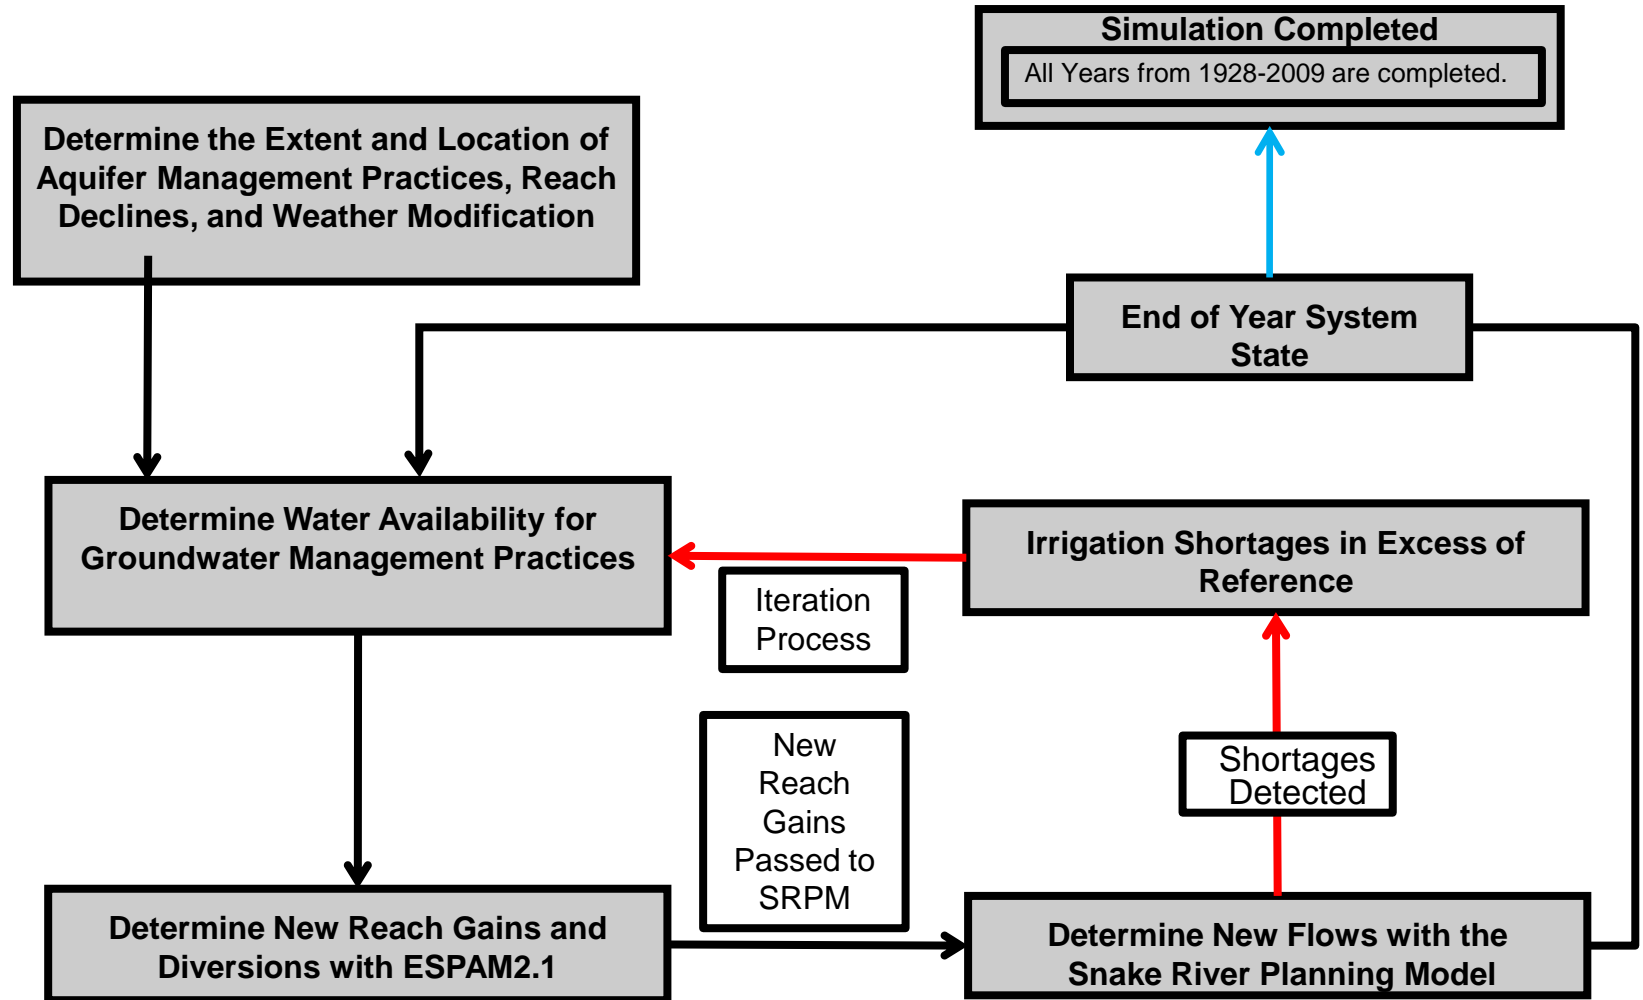 Simulation Completed
All Years from 1928-2009 are completed.
Determine the Extent and Location of
Aquifer Management Practices, Reach
Declines, and Weather Modification
End of Year System
State
Determine Water Availability for
Groundwater Management Practices
Irrigation Shortages in Excess of
Reference
Iteration
Process
Shortages
Detected
New
Reach
Gains
Passed to
SRPM
Determine New Reach Gains and
Diversions with ESPAM2.1
Determine New Flows with the
Snake River Planning Model